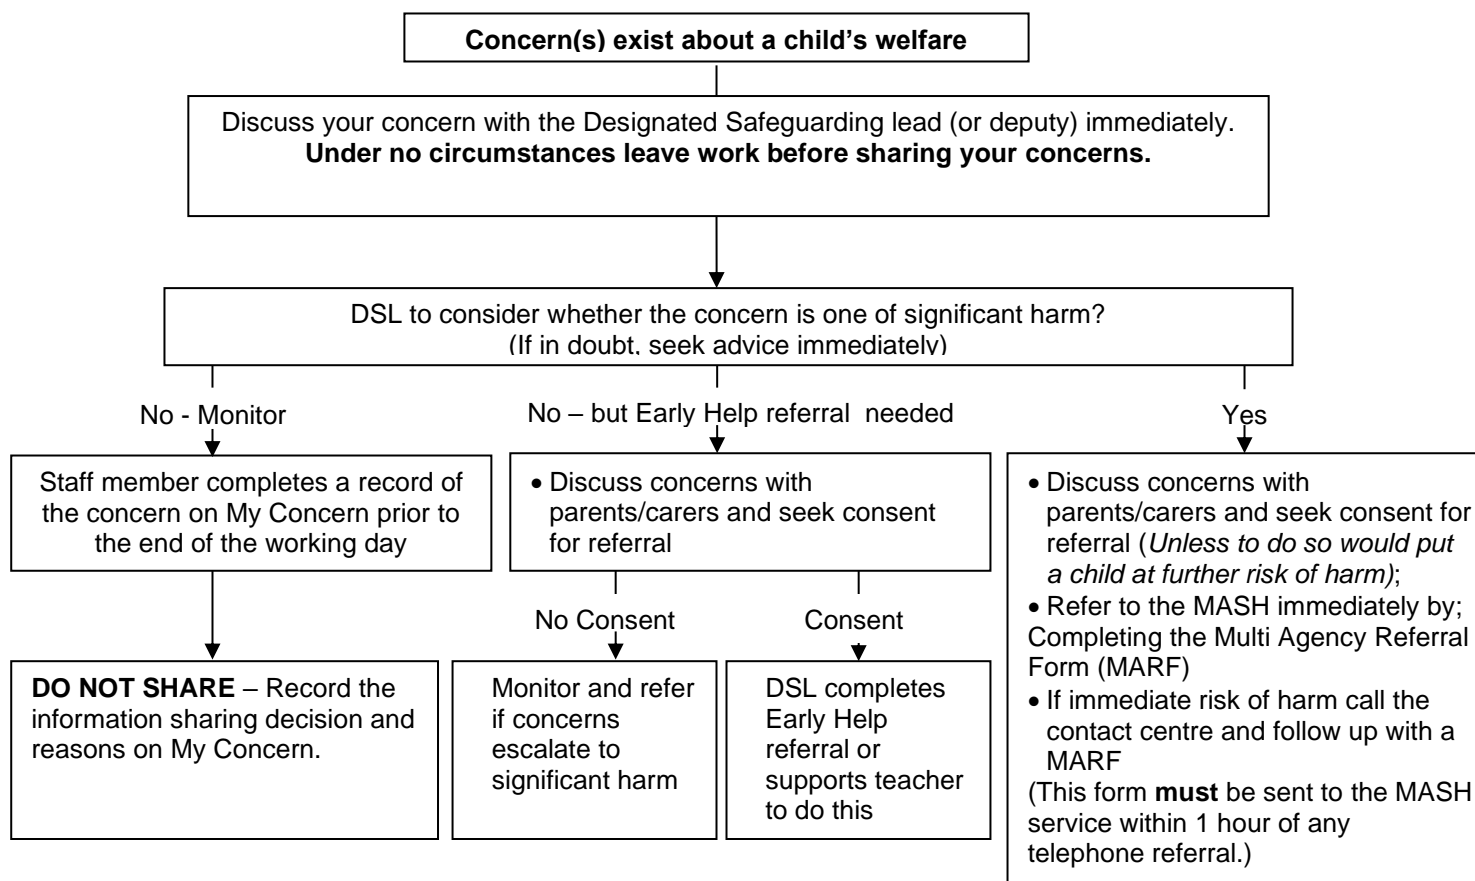 Concern(s) exist about a child's welfare
Discuss your concern with the Designated Safeguarding lead (or deputy) immediately.
Under no circumstances leave work before sharing your concerns.
DSL to consider whether the concern is one of significant harm?
(If in doubt, seek advice immediately)
No - Monitor
No – but Early Help referral needed
Yes
Staff member completes a record of
the concern on My Concern prior to
the end of the working day
• Discuss concerns with
parents/carers and seek consent
for referral
• Discuss concerns with
parents/carers and seek consent for
referral (Unless to do so would put
a child at further risk of harm);
• Refer to the MASH immediately by;
Completing the Multi Agency Referral
Form (MARF)
• If immediate risk of harm call the
contact centre and follow up with a
MARF
(This form must be sent to the MASH
service within 1 hour of any
telephone referral.)
No Consent
Consent
DO NOT SHARE – Record the
information sharing decision and
reasons on My Concern.
Monitor and refer
if concerns
escalate to
significant harm
DSL completes
Early Help
referral or
supports teacher
to do this